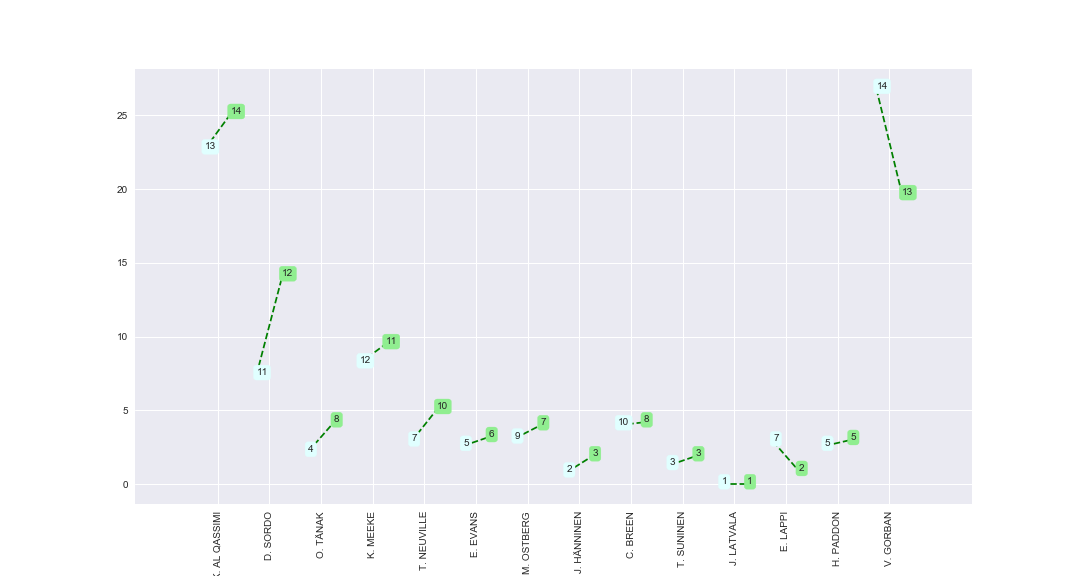 14
14
25
13
20
13
15
12
10
11
12
11
5
10
8
7
8
7
4
9
10
7
5
6
5
5
2
3
3
3
2
0
1
1
AL QASSIMI
D. SORDO
O. TÄNAK
K. MEEKE
T. NEUVILLE
E. EVANS
M. OSTBERG
J. HÄNNINEN
C. BREEN
T. SUNINEN
J. LATVALA
E. LAPPI
H. PADDON
V. GORBAN